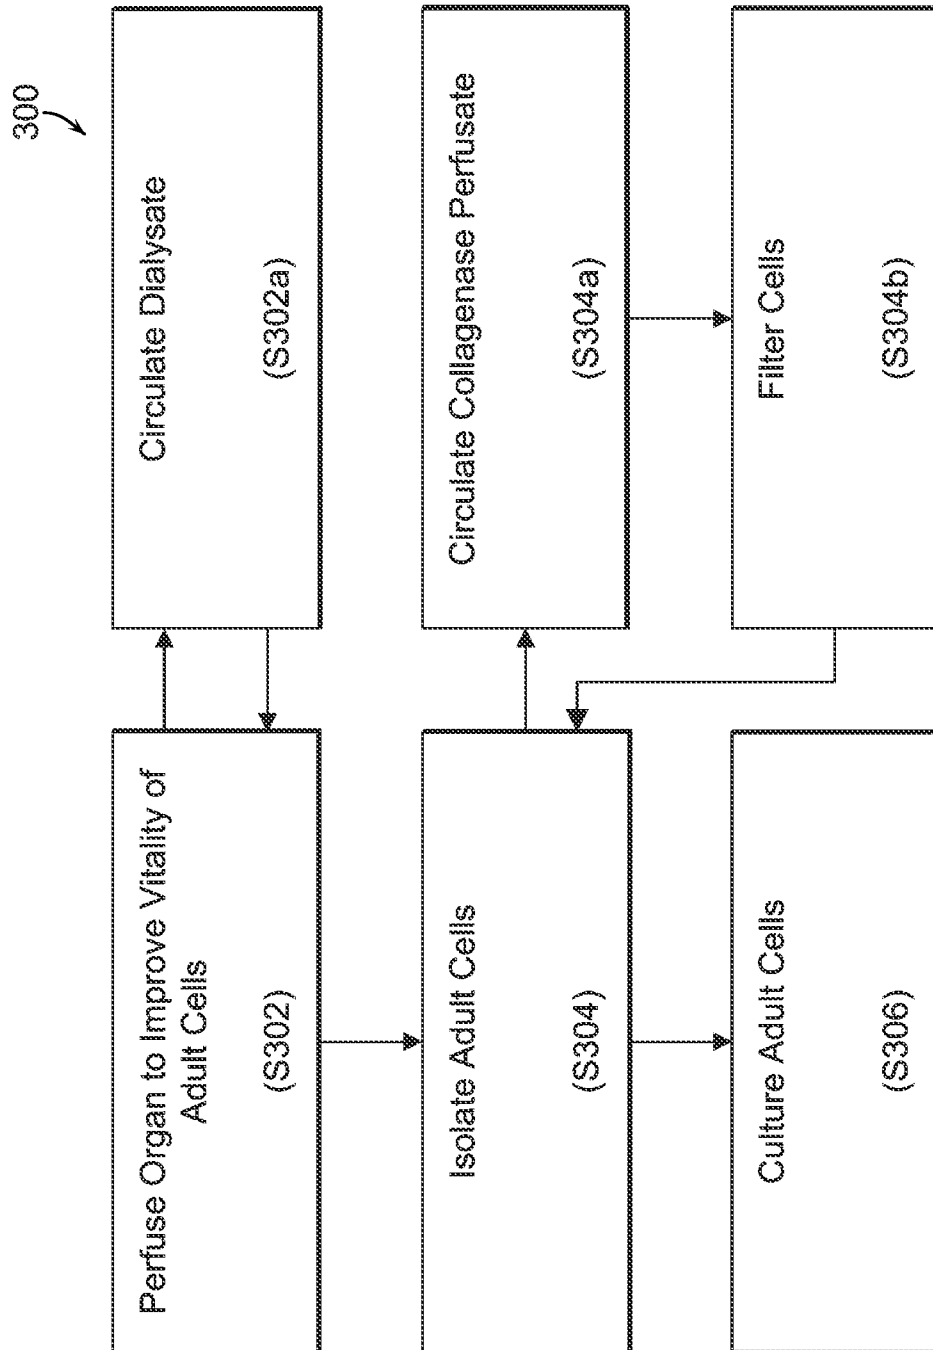 300
Perfuse Organ to Improve Vitality of
Adult Cells
(S302)
Circulate Dialysate
(S302a)
Isolate Adult Cells
(S304)
Circulate Collagenase Perfusate
(S304a)
Filter Cells
(S304b)
Culture Adult Cells
(S306)